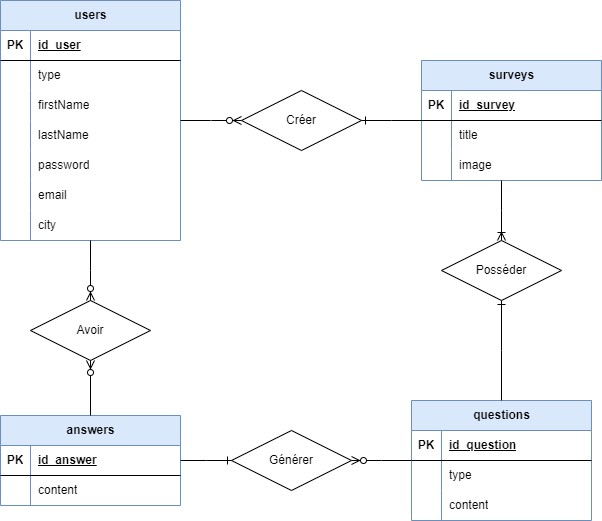 users
PK id_user
type
firstName
lastName
password
email
city
Créer
surveys
PK id_survey
title
image
Avoir
Posséder
answers
PK id_answer
content
Générer
questions
PK id_question
type
content